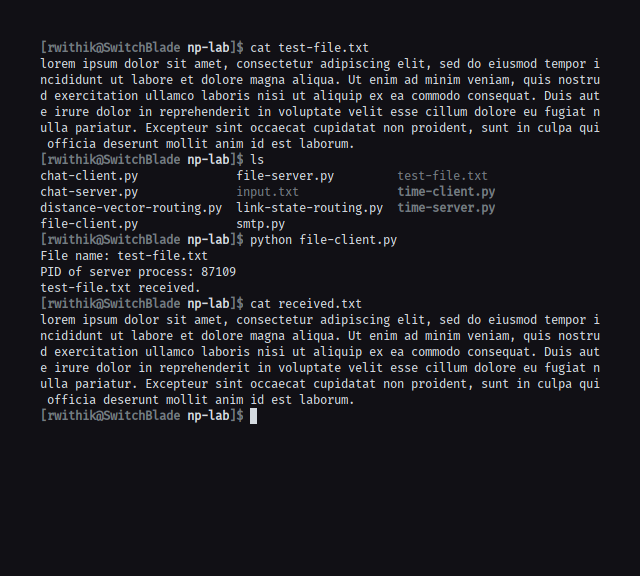 [rwithik@SwitchBlade np-lab]$ cat test-file.txt
lorem ipsum dolor sit amet, consectetur adipiscing elit, sed do eiusmod tempor i
ncididunt ut labore et dolore magna aliqua. Ut enim ad minim veniam, quis nostru
d exercitation ullamco laboris nisi ut aliquip ex ea commodo consequat. Duis aut
e irure dolor in reprehenderit in voluptate velit esse cillum dolore eu fugiat n
ulla pariatur. Excepteur sint occaecat cupidatat non proident, sunt in culpa qui
 officia deserunt mollit anim id est laborum.
[rwithik@SwitchBlade np-lab]$ ls
chat-client.py              file-server.py         test-file.txt
chat-server.py              input.txt              time-client.py
distance-vector-routing.py  link-state-routing.py  time-server.py
file-client.py              smtp.py
[rwithik@SwitchBlade np-lab]$ python file-client.py
File name: test-file.txt
PID of server process: 87109
test-file.txt received.
[rwithik@SwitchBlade np-lab]$ cat received.txt
lorem ipsum dolor sit amet, consectetur adipiscing elit, sed do eiusmod tempor i
ncididunt ut labore et dolore magna aliqua. Ut enim ad minim veniam, quis nostru
d exercitation ullamco laboris nisi ut aliquip ex ea commodo consequat. Duis aut
e irure dolor in reprehenderit in voluptate velit esse cillum dolore eu fugiat n
ulla pariatur. Excepteur sint occaecat cupidatat non proident, sunt in culpa qui
 officia deserunt mollit anim id est laborum.
[rwithik@SwitchBlade np-lab]$